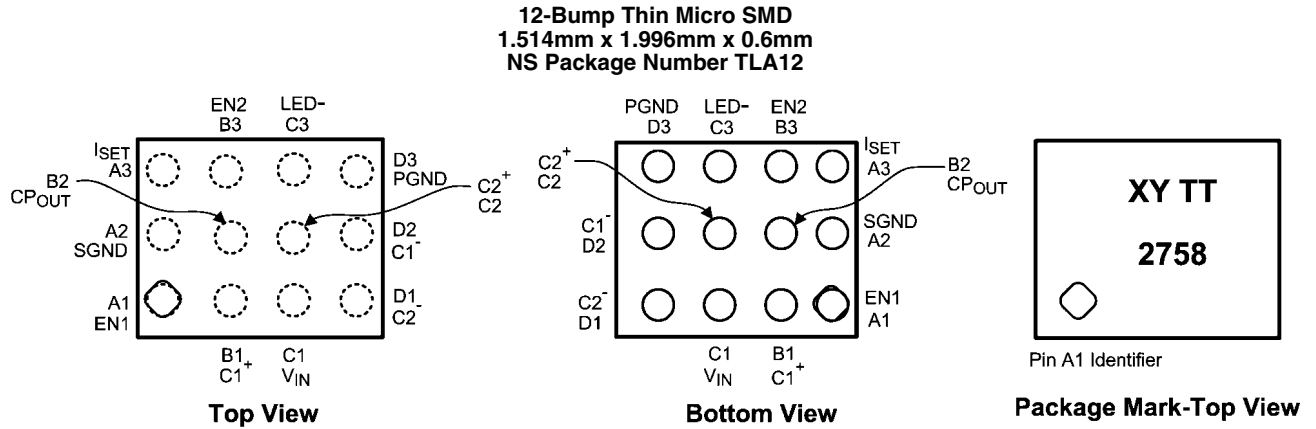 12-Bump Thin Micro SMD
1.514mm x 1.996mm x 0.6mm
NS Package Number TLA12
EN2
B3
LED-
C3
ISET
A3
D3
PGND
B2
CPOUT
C2+
C2
A2
SGND
D2
C1-
A1
EN1
D1
C2-
B1
C1+
C1
VIN
Top View
PGND
D3
LED-
C3
EN2
B3
ISET
A3
C2+
C2
B2
CPOUT
C1-
D2
SGND
A2
C2-
D1
EN1
A1
C1
VIN
B1
C1+
Bottom View
XY TT
2758
Pin A1 Identifier
Package Mark-Top View